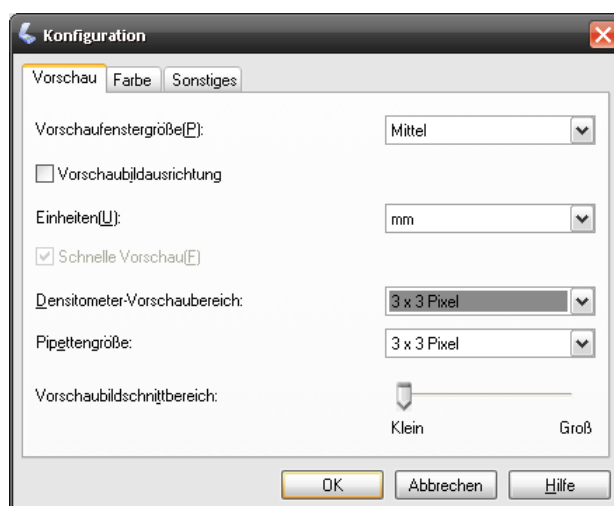 Konfiguration
Vorschau Farbe Sonstiges
Vorschaufenstergröße(P): Mittel
Vorschaubildausrichtung
Einheiten(U): mm
Schnelle Vorschau(F)
Densitometer-Vorschaubereich: 3 x 3 Pixel
Pipettengröße: 3 x 3 Pixel
Vorschaubildschnittbereich:
Klein Groß
OK Abbrechen Hilfe